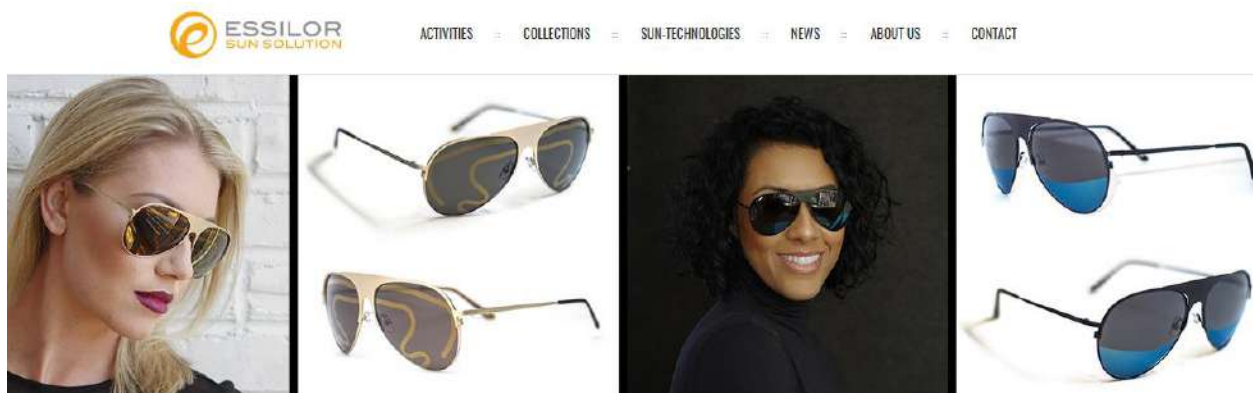 ESSILOR
SUN SOLUTION
ACTIVITIES :: COLLECTIONS :: SUN-TECHNOLOGIES :: NEWS :: ABOUT US :: CONTACT